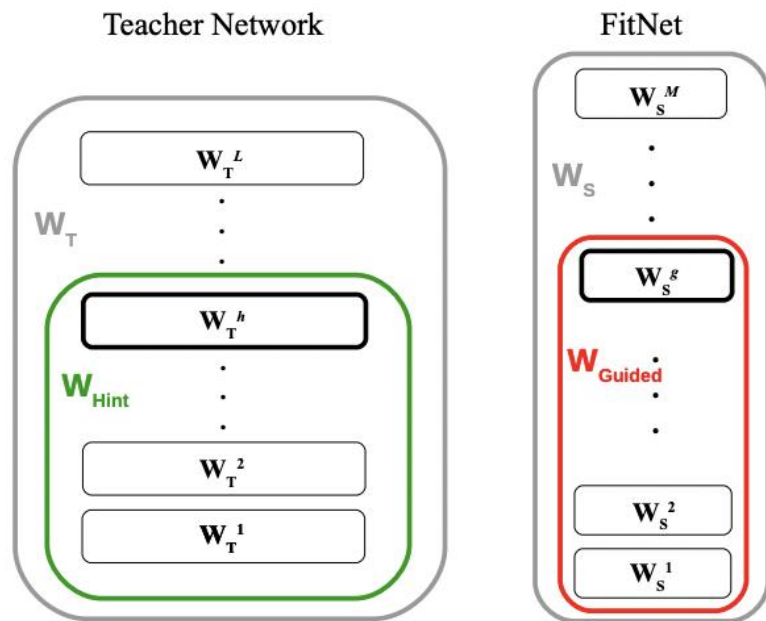 Teacher Network
W_T^L
W_T
W_T^h
W_Hint
W_T^2
W_T^1
FitNet
W_S^M
W_S
W_S^g
W_Guided
W_S^2
W_S^1